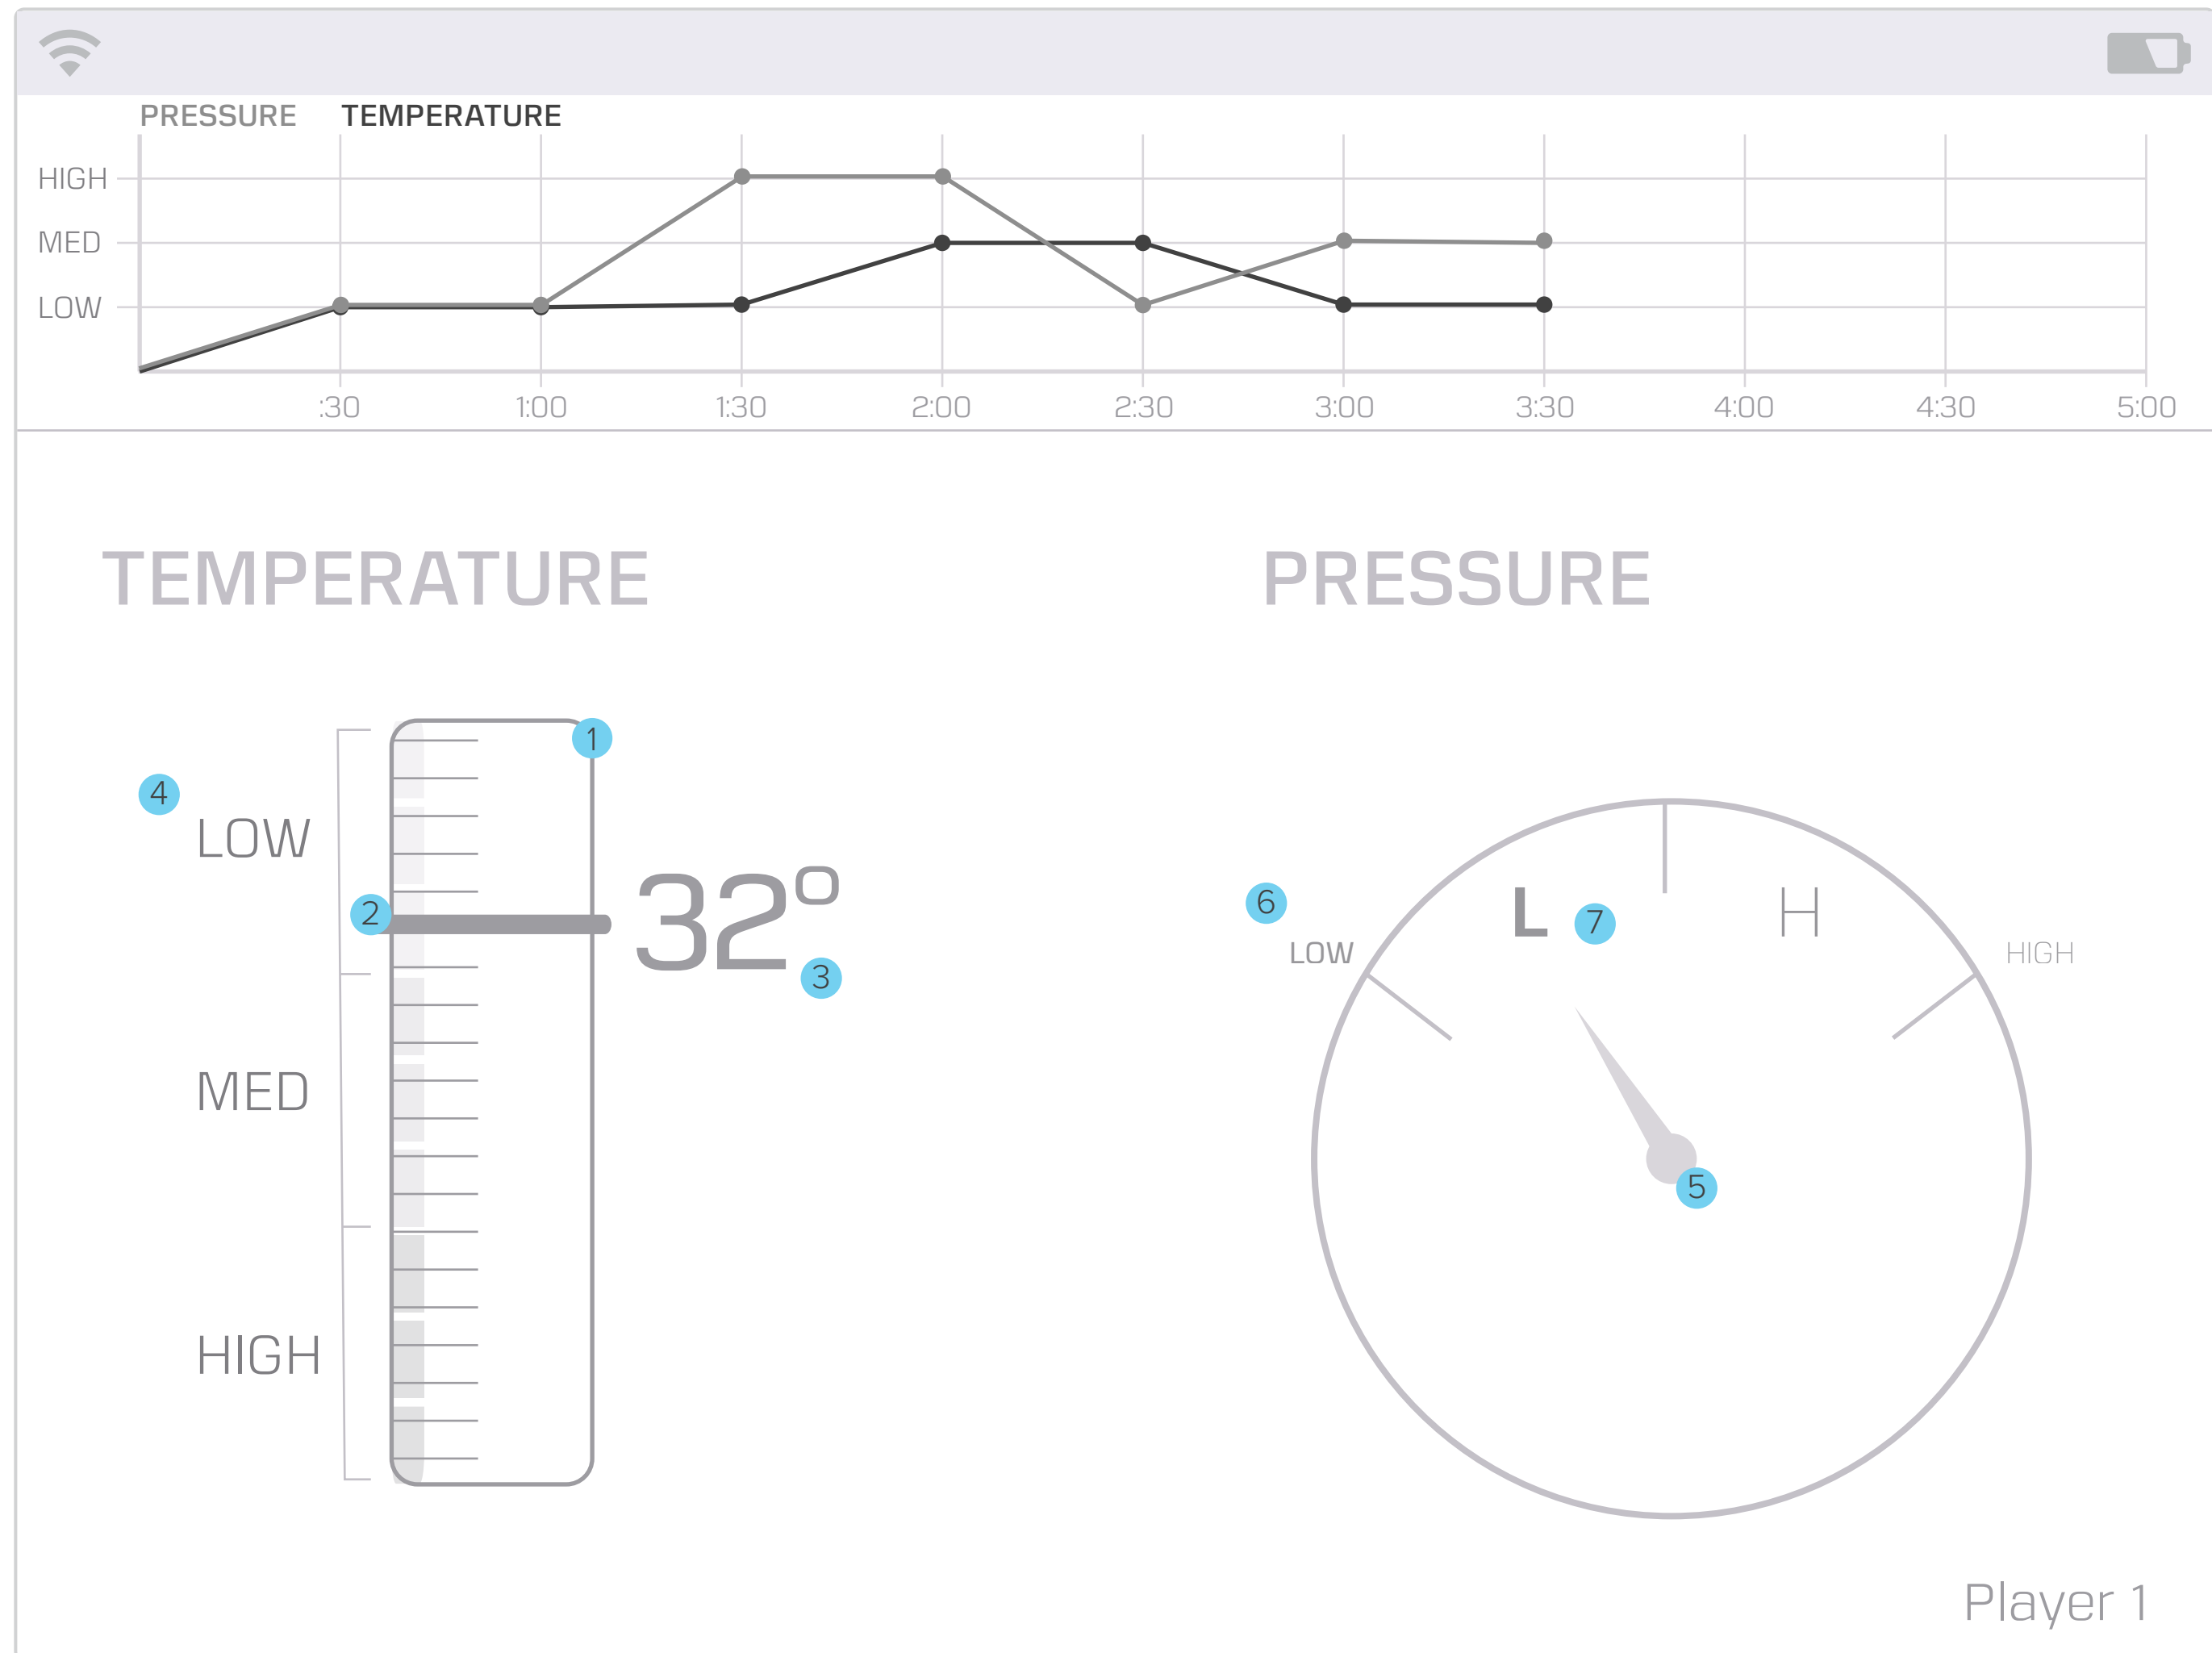 PRESSURE TEMPERATURE
HIGH
MED
LOW
:30 1:00 1:30 2:00 2:30 3:00 3:30 4:00 4:30 5:00
TEMPERATURE
1
4
LOW
2
32°
3
MED
HIGH
PRESSURE
6
L 7 H
LOW HIGH
5
Player 1